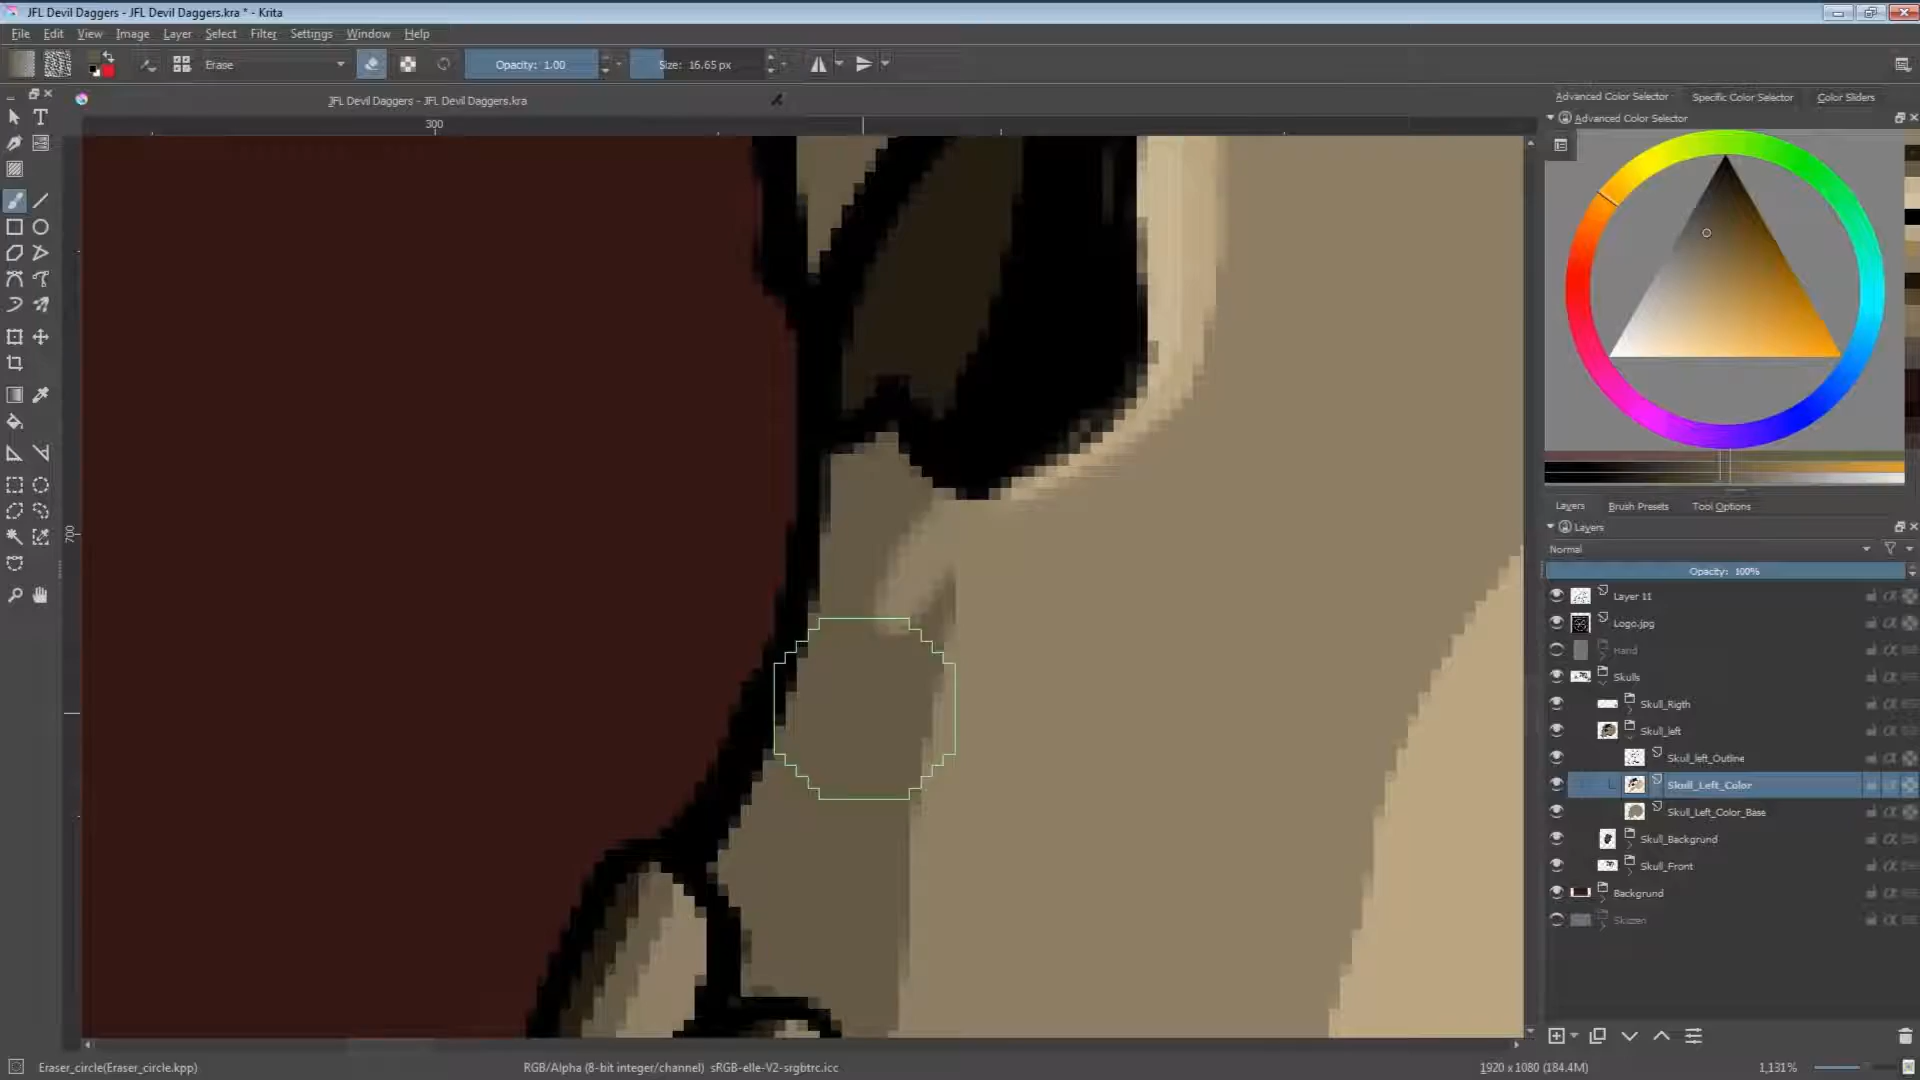 JFL Devil Daggers - JFL Devil Daggers.kra * - Krita
File Edit View Image Layer Select Filter Settings Window Help
Erase Opacity: 1.00 Size: 16.65 px
JFL Devil Daggers - JFL Devil Daggers.kra
Advanced Color Selector Specific Color Selector Color Sliders
Advanced Color Selector
300
700
Layers Brush Presets Tool Options
Layers
Normal
Opacity: 100%
Layer 11
Logo.jpg
Hand
Skulls
Skull_Rigth
Skull_left
Skull_left_Outline
Skull_Left_Color
Skull_Left_Color_Base
Skull_Backgrund
Skull_Front
Backgrund
Skizzen
Eraser_circle(Eraser_circle.kpp) RGB/Alpha (8-bit integer/channel) sRGB-elle-V2-srgbtrc.icc 1920 x 1080 (184.4M) 1,131%